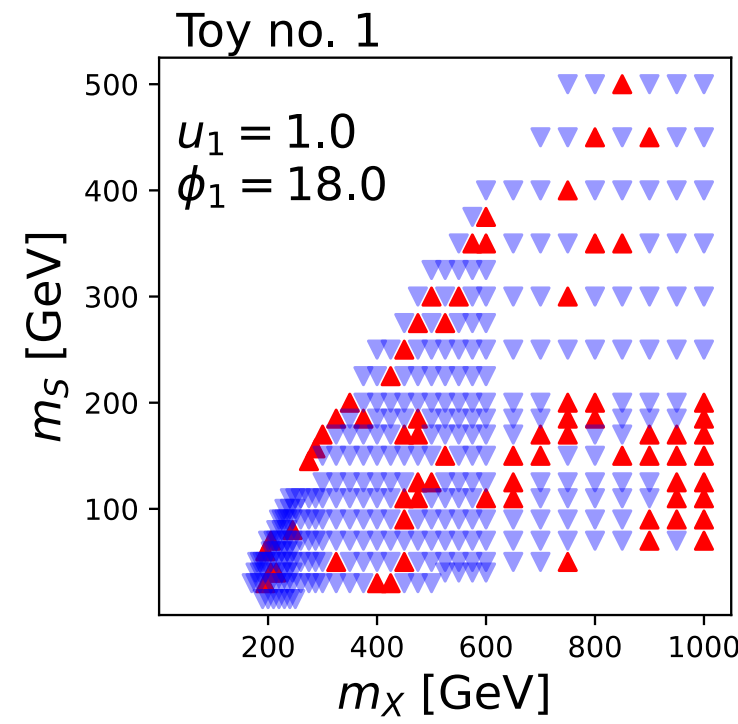 Toy no. 1
u₁ = 1.0
ϕ₁ = 18.0
500
400
300
200
100
m_S [GeV]
200 400 600 800 1000
m_X [GeV]